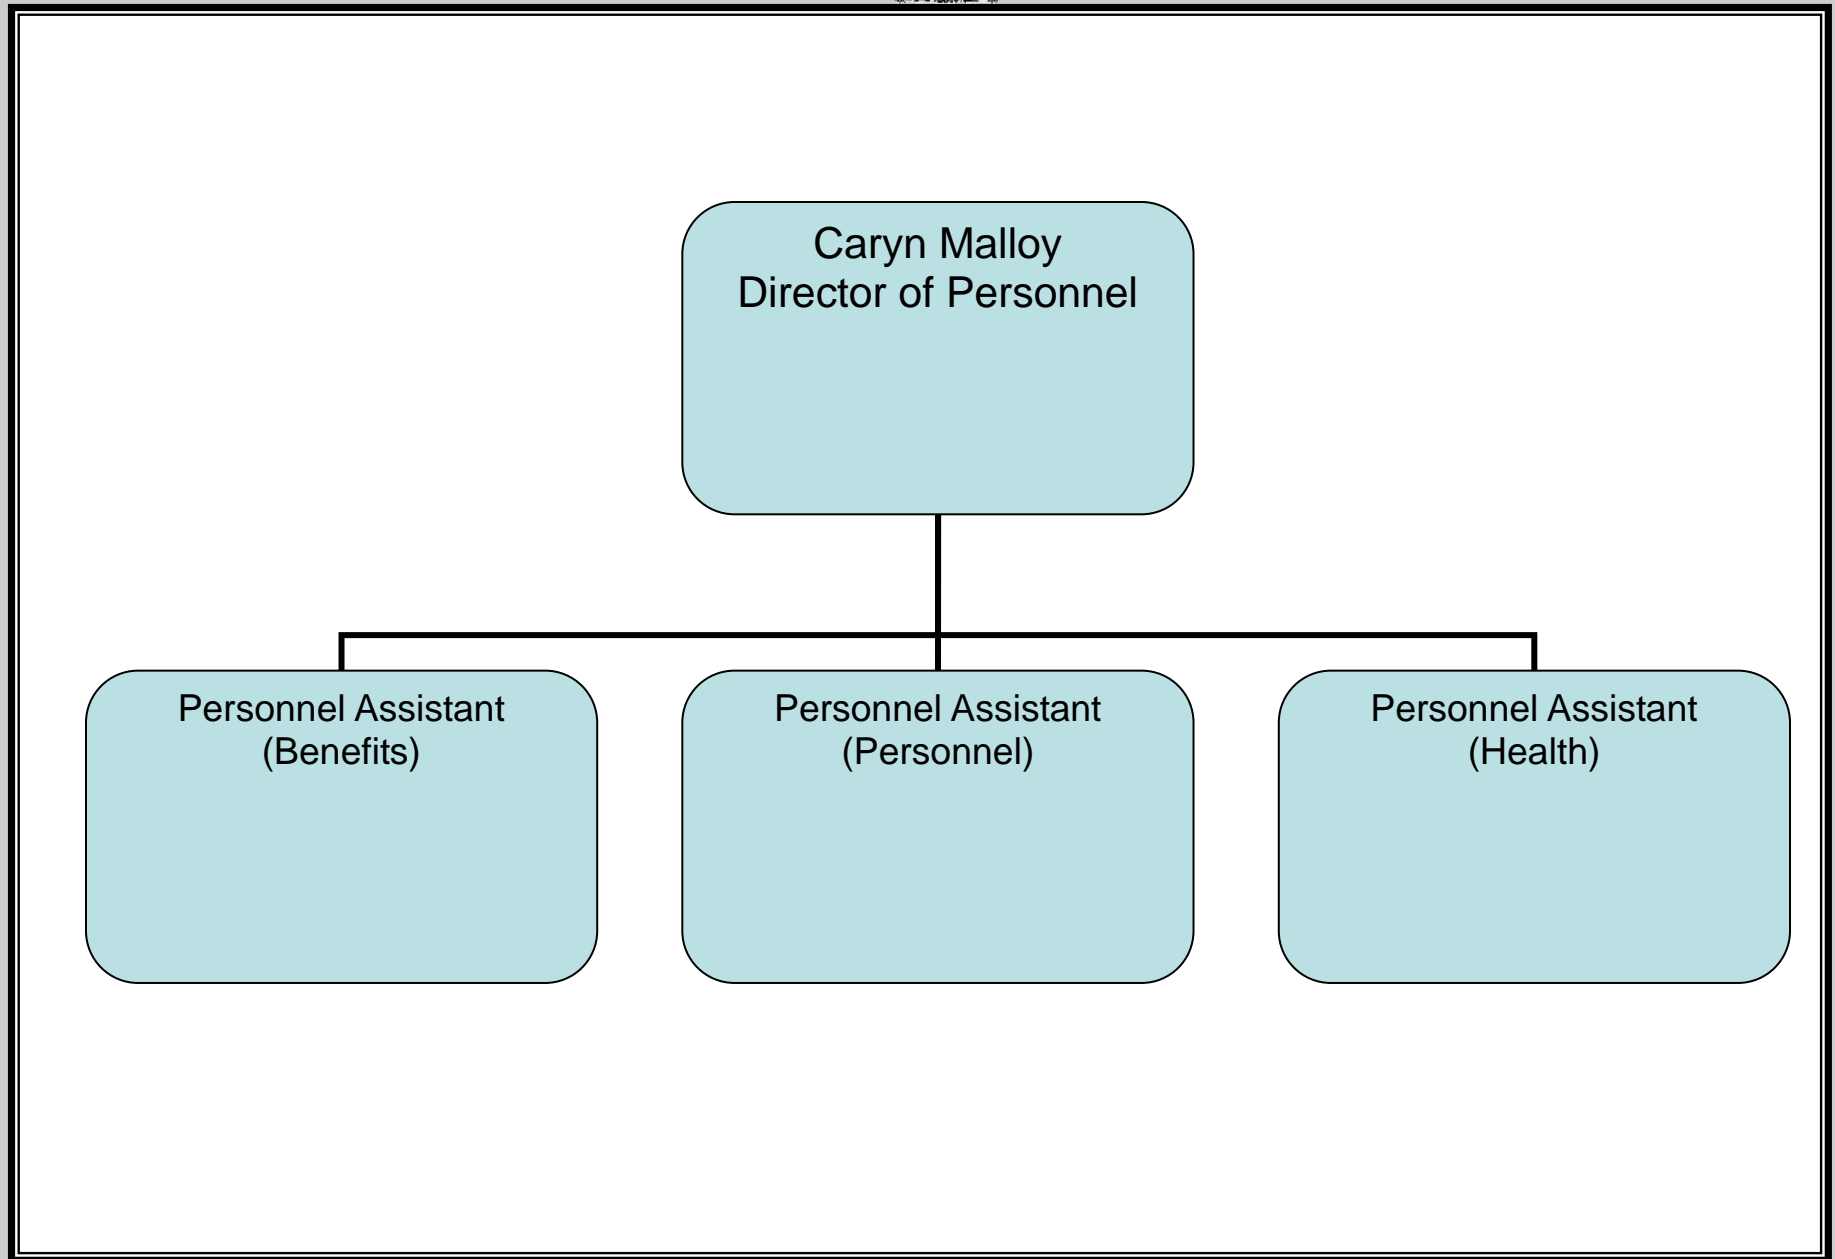 Caryn Malloy
Director of Personnel
Personnel Assistant
(Benefits)
Personnel Assistant
(Personnel)
Personnel Assistant
(Health)